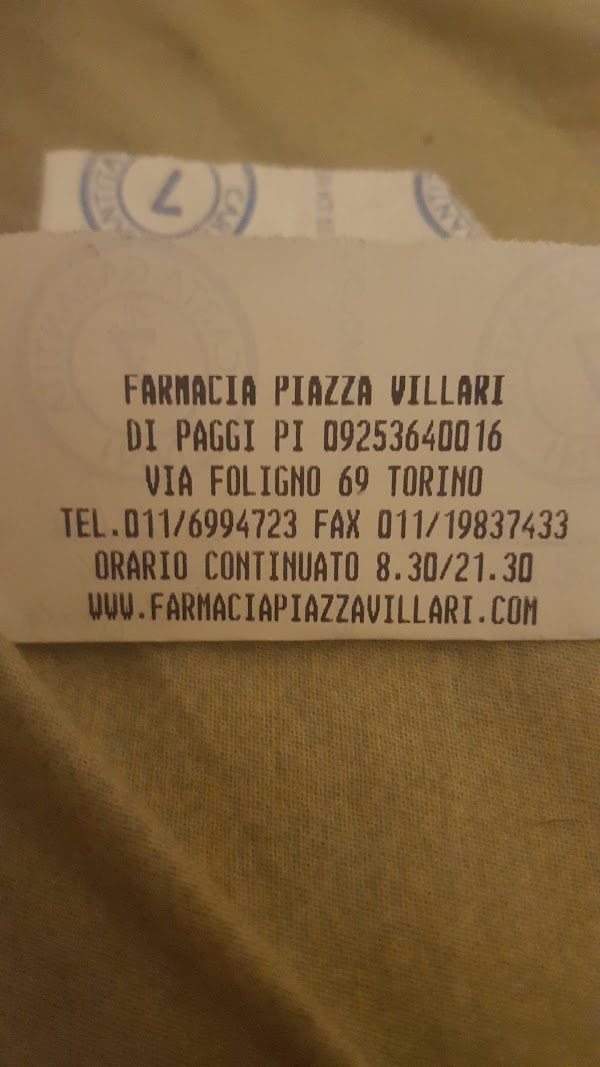 7
FARMACIA PIAZZA VILLARI
DI PAGGI PI 09253640016
VIA FOLIGNO 69 TORINO
TEL.011/6994723 FAX 011/19837433
ORARIO CONTINUATO 8.30/21.30
WWW.FARMACIAPIAZZAVILLARI.COM